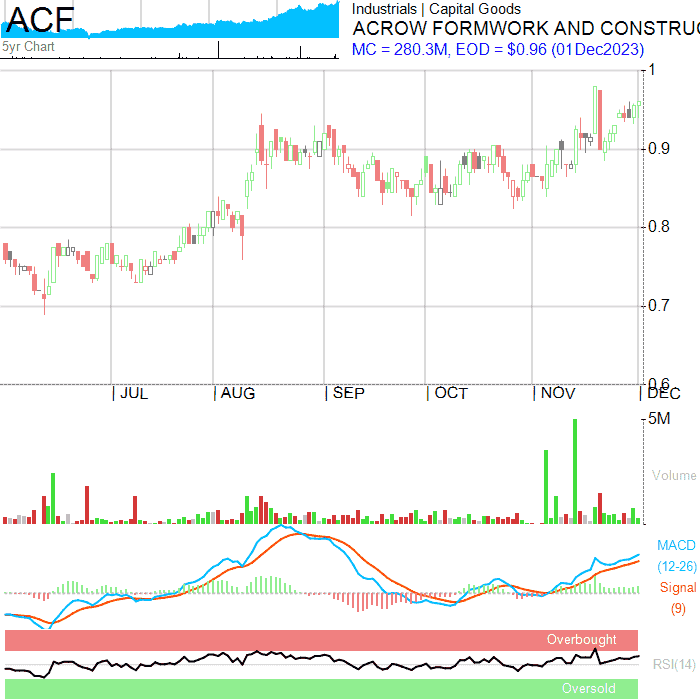 ACF
Industrials | Capital Goods
ACROW FORMWORK AND CONSTRUC
5yr Chart
MC = 280.3M, EOD = $0.96 (01Dec2023)
1
0.9
0.8
0.7
0.6
JUL AUG SEP OCT NOV DEC
5M
Volume
MACD
(12-26)
Signal
(9)
Overbought
RSI(14)
Oversold